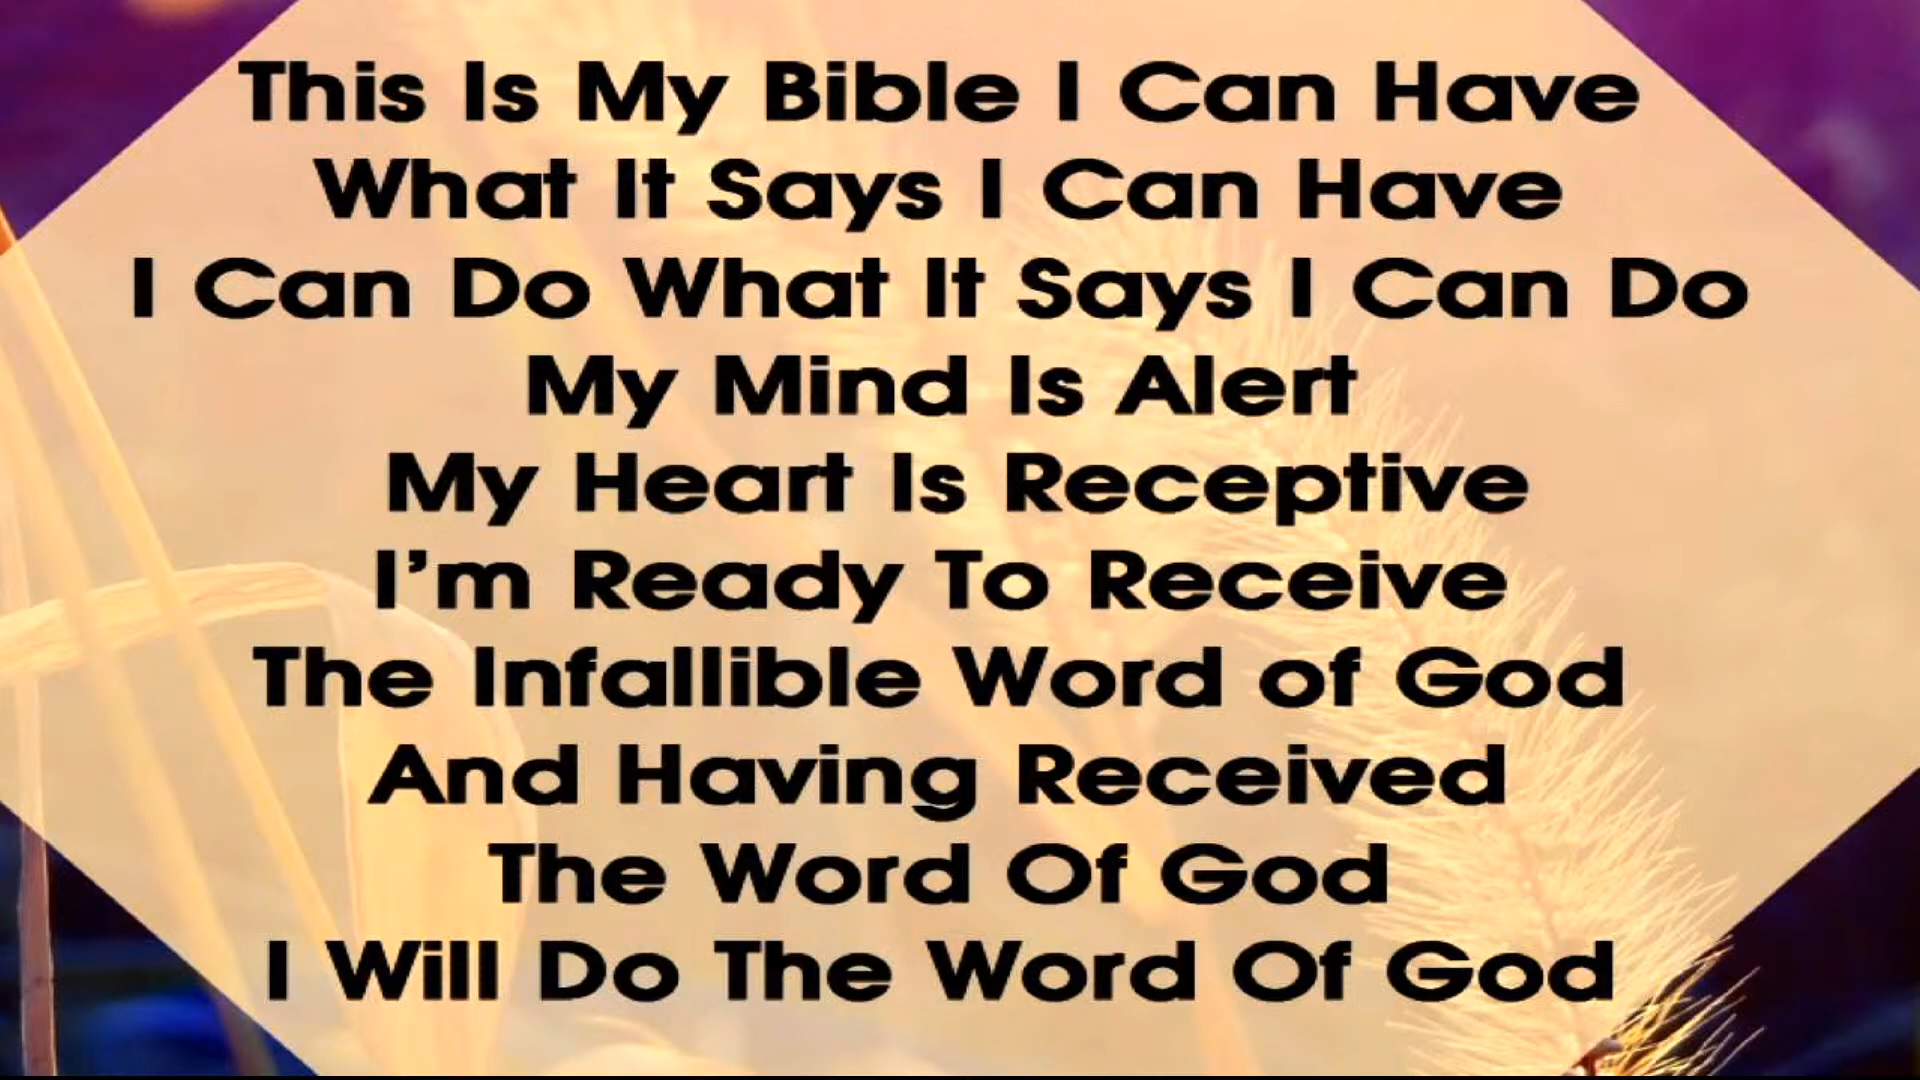 This Is My Bible I Can Have
What It Says I Can Have
I Can Do What It Says I Can Do
My Mind Is Alert
My Heart Is Receptive
I’m Ready To Receive
The Infallible Word of God
And Having Received
The Word Of God
I Will Do The Word Of God